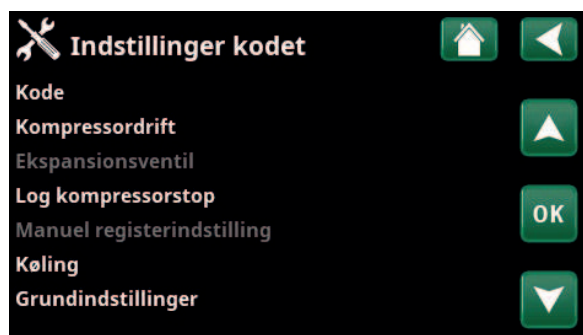 Indstillinger kodet
Kode
Kompressordrift
Ekspansionsventil
Log kompressorstop
OK
Manuel registerindstilling
Køling
Grundindstillinger